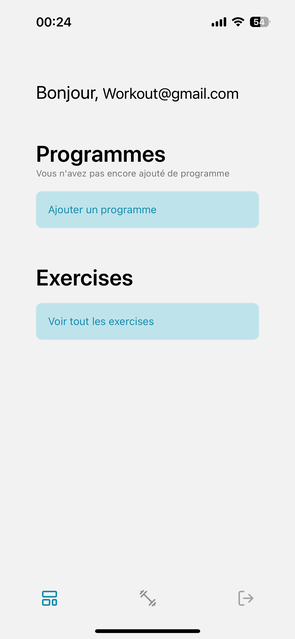 00:24
54
Bonjour, Workout@gmail.com
Programmes
Vous n'avez pas encore ajouté de programme
Ajouter un programme
Exercises
Voir tout les exercises